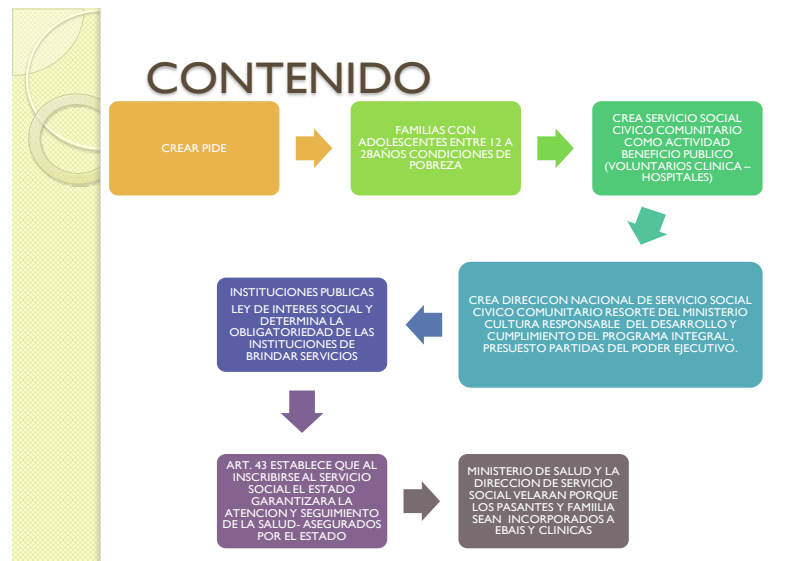 CONTENIDO
CREAR PIDE
FAMILIAS CON
ADOLESCENTES ENTRE 12 A
28AÑOS CONDICIONES DE
POBREZA
CREA SERVICIO SOCIAL
CIVICO COMUNITARIO
COMO ACTIVIDAD
BENEFICIO PUBLICO
(VOLUNTARIOS CLINICA –
HOSPITALES)
CREA DIRECICON NACIONAL DE SERVICIO SOCIAL
CIVICO COMUNITARIO RESORTE DEL MINISTERIO
CULTURA RESPONSABLE DEL DESARROLLO Y
CUMPLIMIENTO DEL PROGRAMA INTEGRAL ,
PRESUESTO PARTIDAS DEL PODER EJECUTIVO.
INSTITUCIONES PUBLICAS
LEY DE INTERES SOCIAL Y
DETERMINA LA
OBLIGATORIEDAD DE LAS
INSTITUCIONES DE
BRINDAR SERVICIOS
ART. 43 ESTABLECE QUE AL
INSCRIBIRSE AL SERVICIO
SOCIAL EL ESTADO
GARANTIZARA LA
ATENCION Y SEGUIMIENTO
DE LA SALUD- ASEGURADOS
POR EL ESTADO
MINISTERIO DE SALUD Y LA
DIRECCION DE SERVICIO
SOCIAL VELARAN PORQUE
LOS PASANTES Y FAMIILIA
SEAN INCORPORADOS A
EBAIS Y CLINICAS